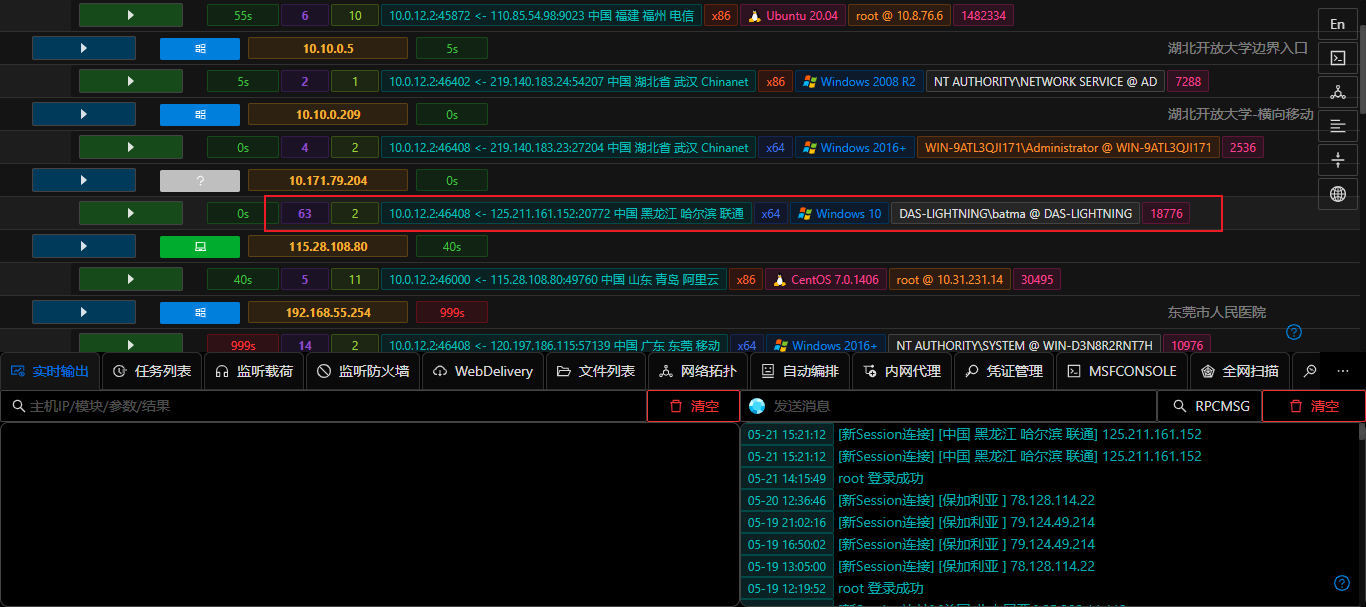 55s 6 10 10.0.12.2:45872 <- 110.85.54.98:9023 中国 福建 福州 电信 x86 Ubuntu 20.04 root @ 10.8.76.6 1482334
En
10.10.0.5 5s 湖北开放大学边界入口
5s 2 1 10.0.12.2:46402 <- 219.140.183.24:54207 中国 湖北省 武汉 Chinanet x86 Windows 2008 R2 NT AUTHORITY\NETWORK SERVICE @ AD 7288
10.10.0.209 0s 湖北开放大学-横向移动
0s 4 2 10.0.12.2:46408 <- 219.140.183.23:27204 中国 湖北省 武汉 Chinanet x64 Windows 2016+ WIN-9ATL3QJI171\Administrator @ WIN-9ATL3QJI171 2536
? 10.171.79.204 0s
0s 63 2 10.0.12.2:46408 <- 125.211.161.152:20772 中国 黑龙江 哈尔滨 联通 x64 Windows 10 DAS-LIGHTNING\batma @ DAS-LIGHTNING 18776
115.28.108.80 40s
40s 5 11 10.0.12.2:46000 <- 115.28.108.80:49760 中国 山东 青岛 阿里云 x86 CentOS 7.0.1406 root @ 10.31.231.14 30495
192.168.55.254 999s 东莞市人民医院
999s 14 2 10.0.12.2:46408 <- 120.197.186.115:57139 中国 广东 东莞 移动 x64 Windows 2016+ NT AUTHORITY\SYSTEM @ WIN-D3N8R2RNT7H 10976
实时输出 任务列表 监听载荷 监听防火墙 WebDelivery 文件列表 网络拓扑 自动编排 内网代理 凭证管理 MSFCONSOLE 全网扫描 ...
主机IP/模块/参数/结果 清空 发送消息 RPCMSG 清空
05-21 15:21:12 [新Session连接] [中国 黑龙江 哈尔滨 联通] 125.211.161.152
05-21 15:21:12 [新Session连接] [中国 黑龙江 哈尔滨 联通] 125.211.161.152
05-21 14:15:49 root 登录成功
05-20 12:36:46 [新Session连接] [保加利亚 ] 78.128.114.22
05-19 21:02:16 [新Session连接] [保加利亚 ] 79.124.49.214
05-19 16:50:02 [新Session连接] [保加利亚 ] 79.124.49.214
05-19 13:05:00 [新Session连接] [保加利亚 ] 78.128.114.22
05-19 12:19:52 root 登录成功